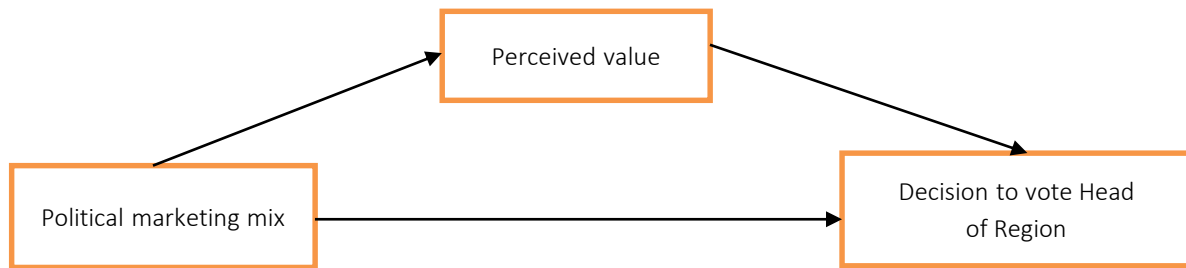 Perceived value
Political marketing mix
Decision to vote Head
of Region